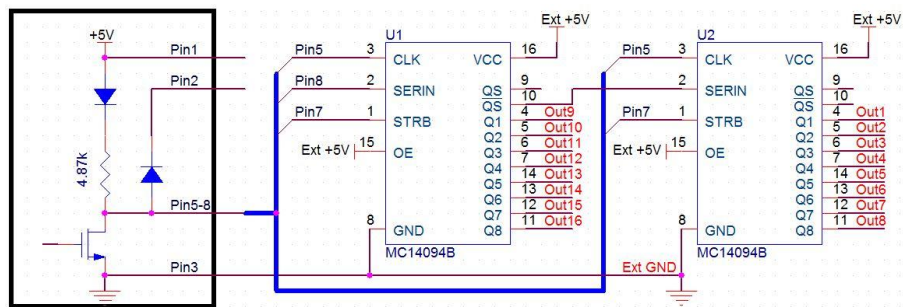 +5V
Pin1
Pin2
4.87k
Pin5-8
Pin3
Pin5
Pin8
Pin7
Ext +5V
U1
3 CLK
2 SERIN
1 STRB
15 OE
8 GND
VCC 16
QS 9
QS 10
Q1 4 Out9
Q2 5 Out10
Q3 6 Out11
Q4 7 Out12
Q5 14 Out13
Q6 13 Out14
Q7 12 Out15
Q8 11 Out16
MC14094B
Ext +5V
Ext GND
Pin5
Pin7
Ext +5V
U2
3 CLK
2 SERIN
1 STRB
15 OE
8 GND
VCC 16
QS 9
QS 10
Q1 4 Out1
Q2 5 Out2
Q3 6 Out3
Q4 7 Out4
Q5 14 Out5
Q6 13 Out6
Q7 12 Out7
Q8 11 Out8
MC14094B
Ext +5V